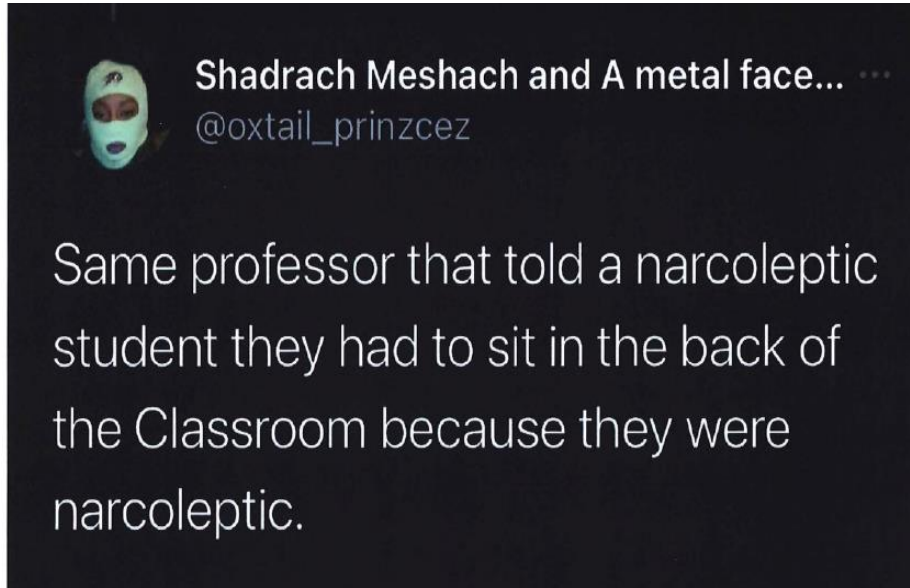 Shadrach Meshach and A metal face...
@oxtail_prinzcez
Same professor that told a narcoleptic
student they had to sit in the back of
the Classroom because they were
narcoleptic.